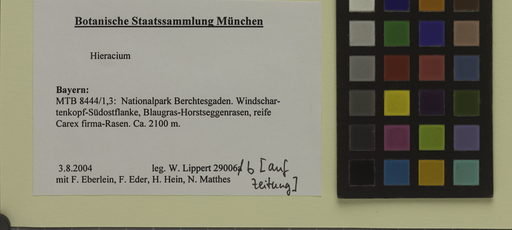 Botanische Staatssammlung München
Hieracium
Bayern:
MTB 8444/1,3: Nationalpark Berchtesgaden. Windschar-
tenkopf-Südostflanke, Blaugras-Horstseggenrasen, reife
Carex firma-Rasen. Ca. 2100 m.
3.8.2004 leg. W. Lippert 29006/b [auf
mit F. Eberlein, F. Eder, H. Hein, N. Matthes Zeitung]